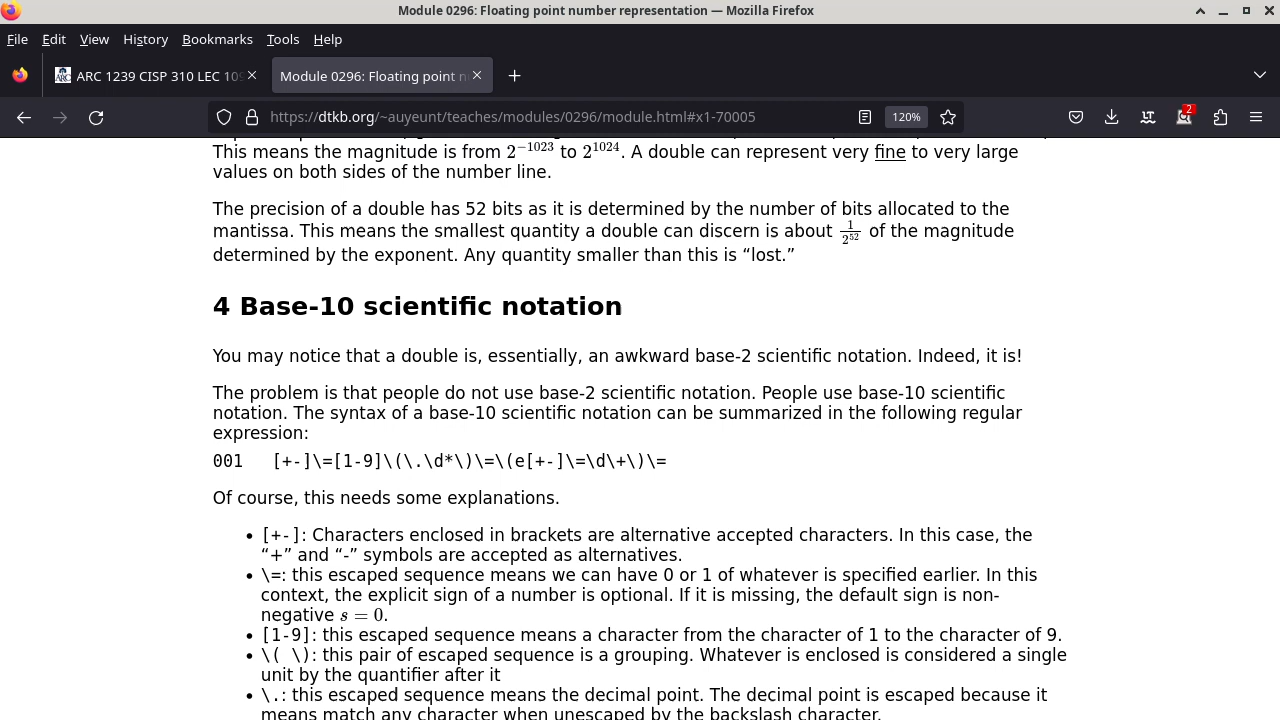 Module 0296: Floating point number representation — Mozilla Firefox
File Edit View History Bookmarks Tools Help
ARC 1239 CISP 310 LEC 109
Module 0296: Floating point n
https://dtkb.org/~auyeunt/teaches/modules/0296/module.html#x1-70005
120%
2
This means the magnitude is from 2^−1023 to 2^1024. A double can represent very fine to very large
values on both sides of the number line.
The precision of a double has 52 bits as it is determined by the number of bits allocated to the
mantissa. This means the smallest quantity a double can discern is about 1/2^52 of the magnitude
determined by the exponent. Any quantity smaller than this is “lost.”
4 Base-10 scientific notation
You may notice that a double is, essentially, an awkward base-2 scientific notation. Indeed, it is!
The problem is that people do not use base-2 scientific notation. People use base-10 scientific
notation. The syntax of a base-10 scientific notation can be summarized in the following regular
expression:
001   [+-]\=[1-9]\(\.\d*\)\=\(e[+-]\=\d\+\)\=
Of course, this needs some explanations.
• [+-]: Characters enclosed in brackets are alternative accepted characters. In this case, the
“+” and “-” symbols are accepted as alternatives.
• \=: this escaped sequence means we can have 0 or 1 of whatever is specified earlier. In this
context, the explicit sign of a number is optional. If it is missing, the default sign is non-
negative s = 0.
• [1-9]: this escaped sequence means a character from the character of 1 to the character of 9.
• \( \): this pair of escaped sequence is a grouping. Whatever is enclosed is considered a single
unit by the quantifier after it
• \.: this escaped sequence means the decimal point. The decimal point is escaped because it
means match any character when unescaped by the backslash character.